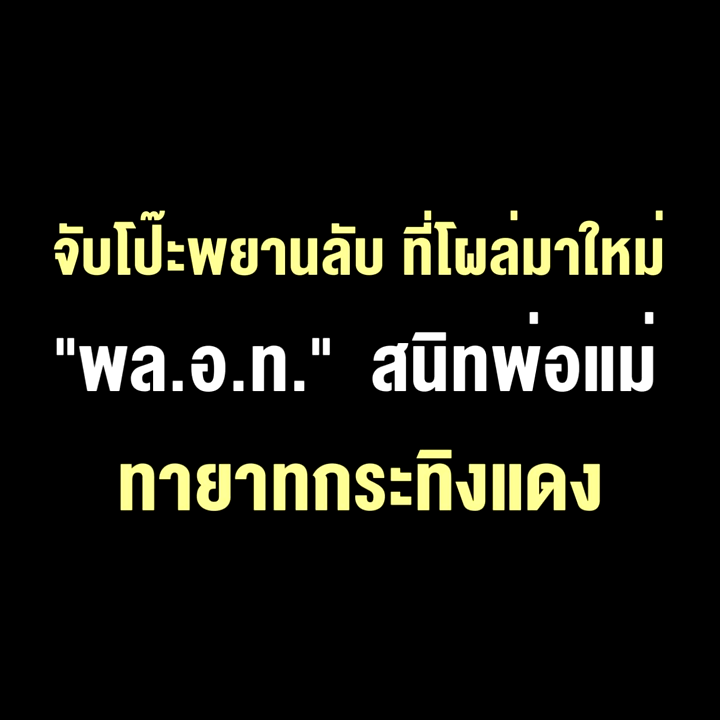 จับโป๊ะพยานลับ ที่โผล่มาใหม่
"พล.อ.ท." สนิทพ่อแม่
ทายาทกระทิงแดง